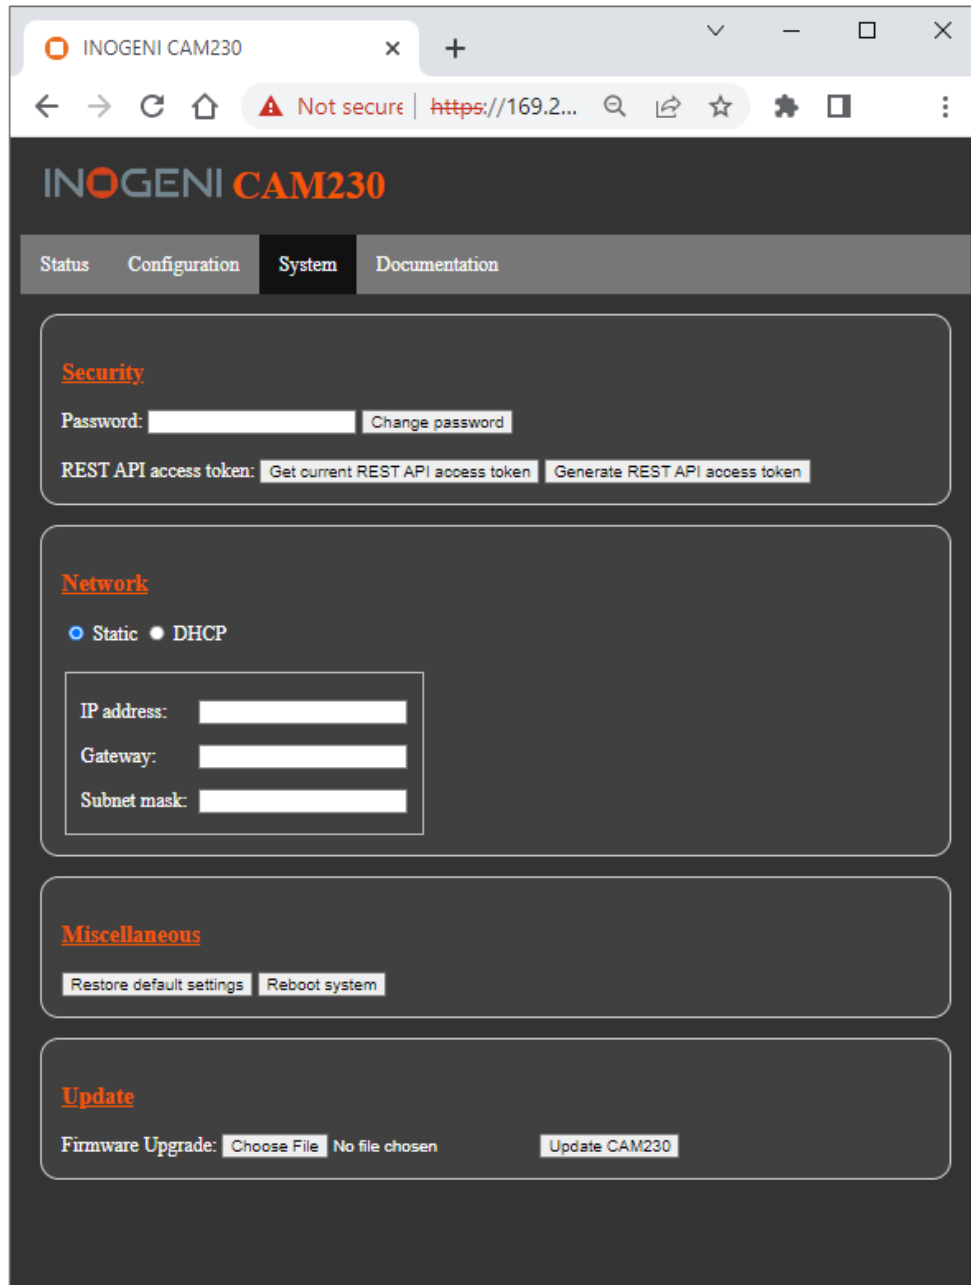 INOGENI CAM230
Not secure https://169.2...
INOGENI CAM230
Status Configuration System Documentation
Security
Password: Change password
REST API access token: Get current REST API access token Generate REST API access token
Network
Static DHCP
IP address:
Gateway:
Subnet mask:
Miscellaneous
Restore default settings Reboot system
Update
Firmware Upgrade: Choose File No file chosen Update CAM230